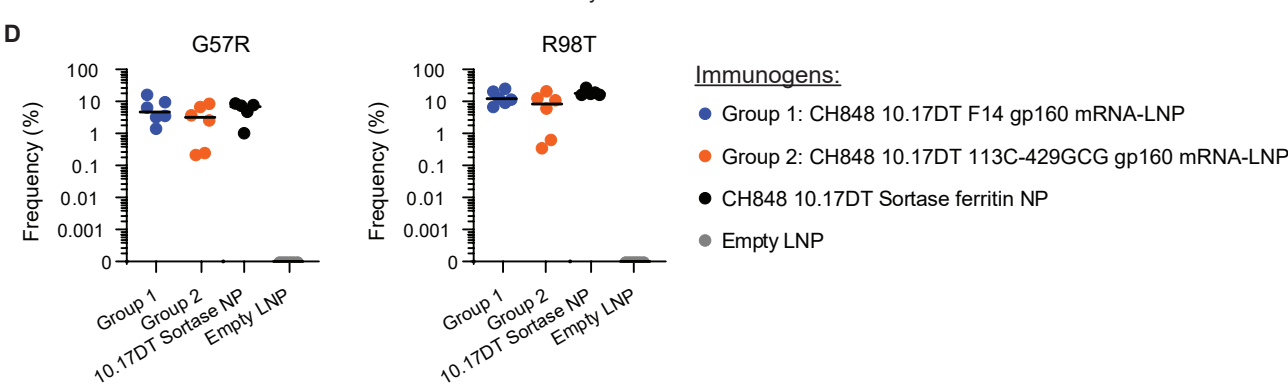 D
G57R
Frequency (%)
100
10
1
0.1
0.01
0.001
0
Group 1
Group 2
10.17DT Sortase NP
Empty LNP
R98T
Frequency (%)
100
10
1
0.1
0.01
0.001
0
Group 1
Group 2
10.17DT Sortase NP
Empty LNP
Immunogens:
Group 1: CH848 10.17DT F14 gp160 mRNA-LNP
Group 2: CH848 10.17DT 113C-429GCG gp160 mRNA-LNP
CH848 10.17DT Sortase ferritin NP
Empty LNP